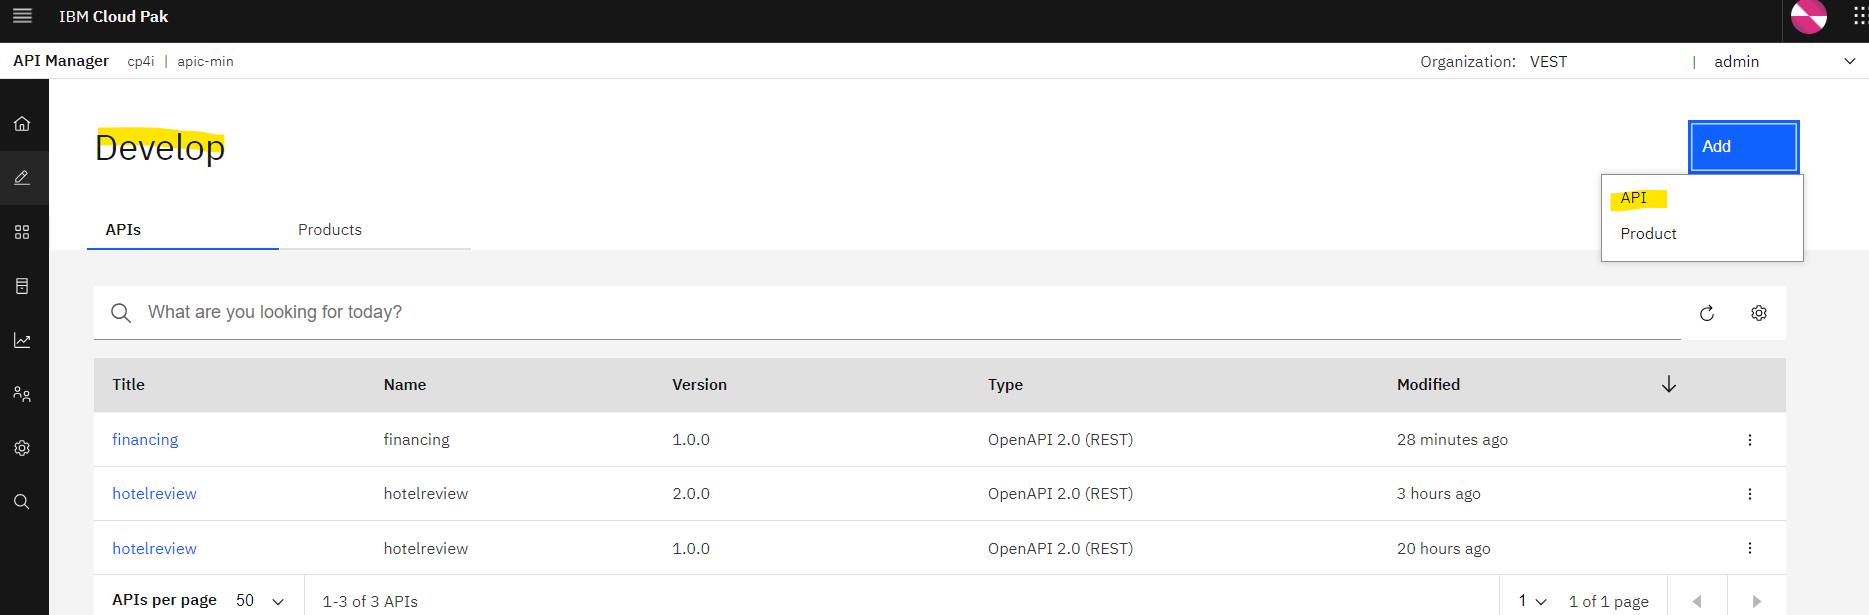 IBM Cloud Pak
API Manager cp4i | apic-min Organization: VEST | admin
Develop
Add
API
Product
APIs Products
What are you looking for today?
Title Name Version Type Modified
financing financing 1.0.0 OpenAPI 2.0 (REST) 28 minutes ago
hotelreview hotelreview 2.0.0 OpenAPI 2.0 (REST) 3 hours ago
hotelreview hotelreview 1.0.0 OpenAPI 2.0 (REST) 20 hours ago
APIs per page 50 1-3 of 3 APIs 1 1 of 1 page